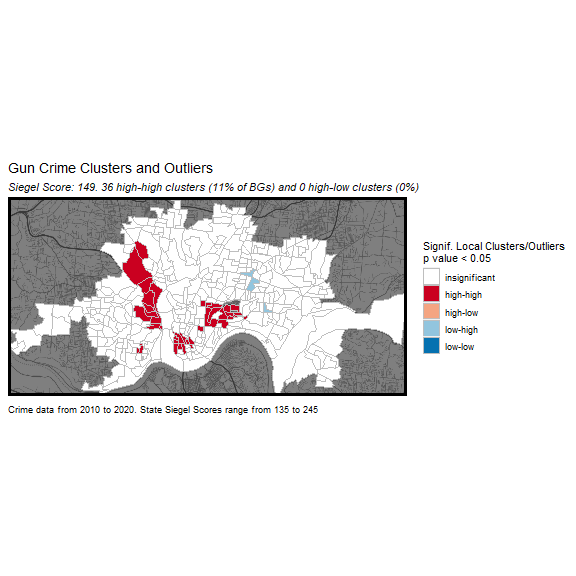 Gun Crime Clusters and Outliers
Siegel Score: 149. 36 high-high clusters (11% of BGs) and 0 high-low clusters (0%)
Signif. Local Clusters/Outliers
p value < 0.05
insignificant
high-high
high-low
low-high
low-low
Crime data from 2010 to 2020. State Siegel Scores range from 135 to 245